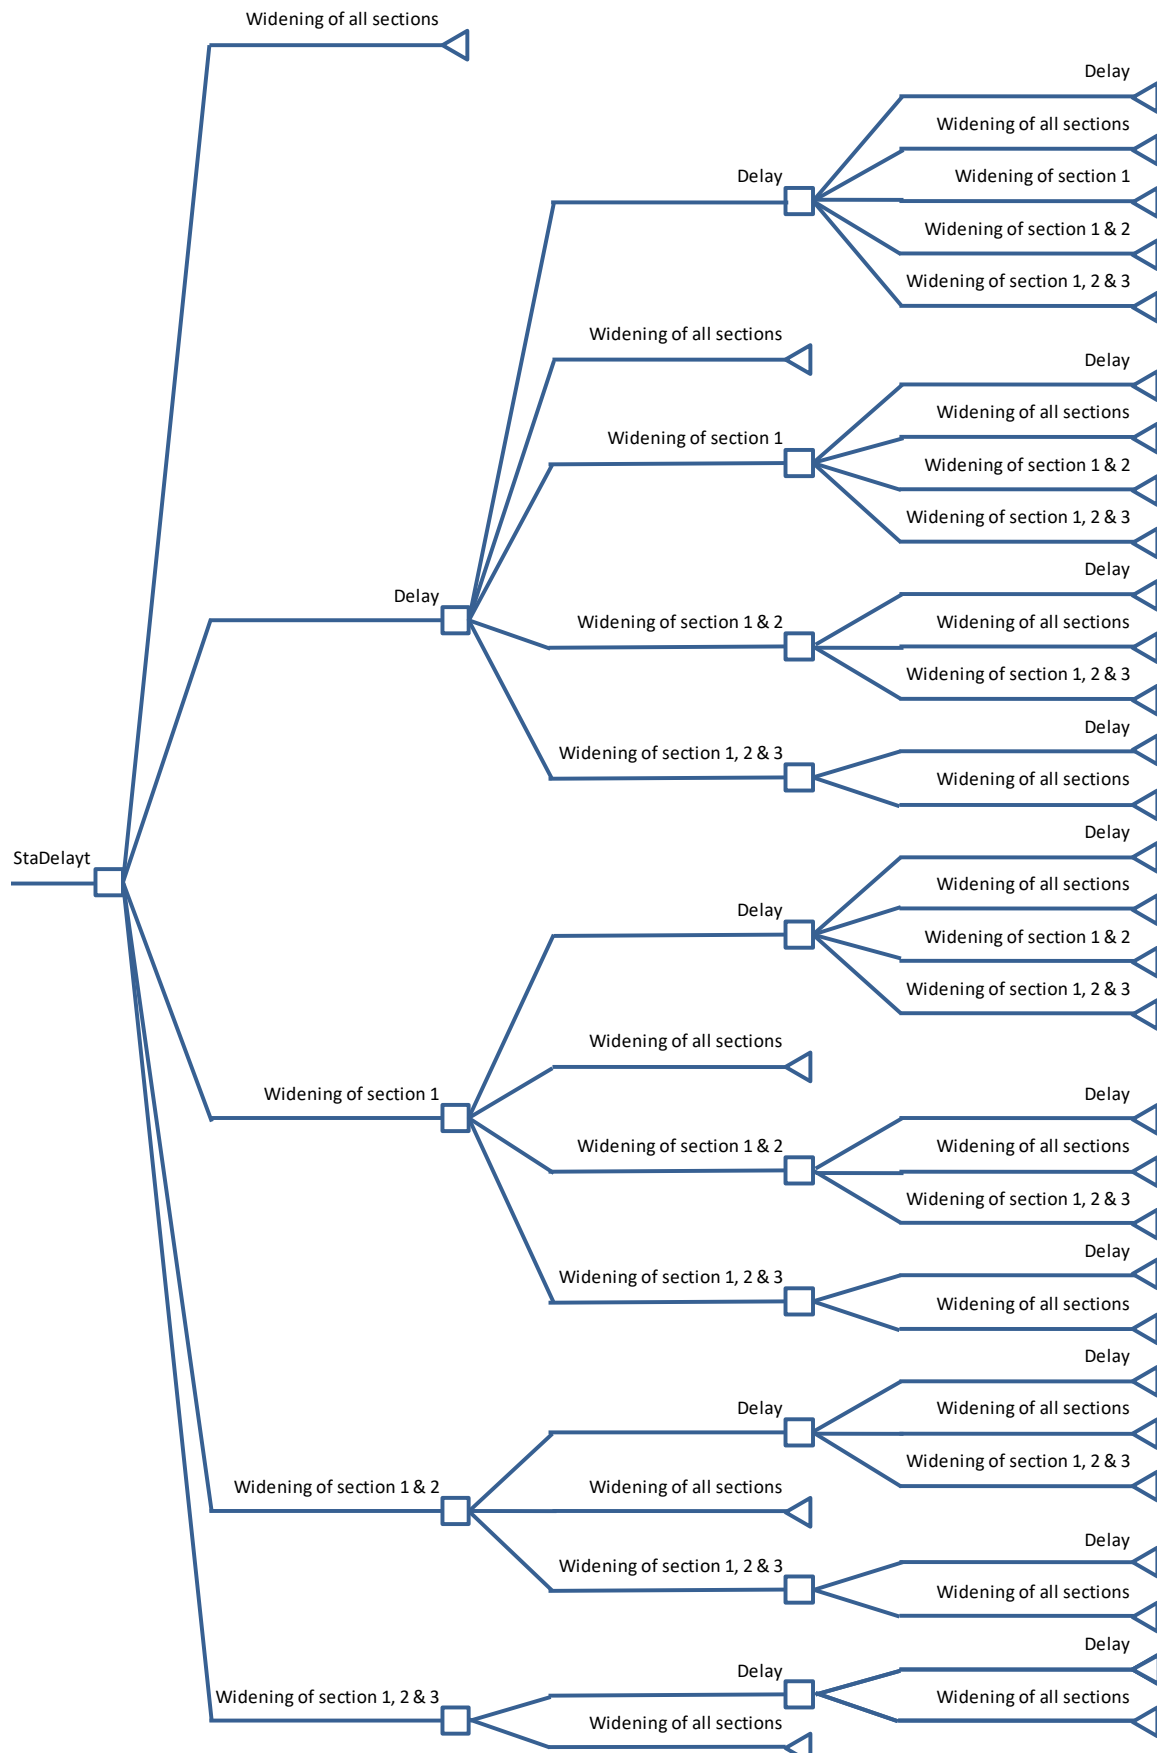 Widening of all sections
Delay
Widening of all sections
Delay
Widening of section 1
Widening of section 1 & 2
Widening of section 1, 2 & 3
Widening of all sections
Delay
Widening of all sections
Widening of section 1
Widening of section 1 & 2
Widening of section 1, 2 & 3
Delay
Delay
Widening of section 1 & 2
Widening of all sections
Widening of section 1, 2 & 3
Delay
Widening of section 1, 2 & 3
Widening of all sections
Delay
StaDelayt
Widening of all sections
Delay
Widening of section 1 & 2
Widening of section 1, 2 & 3
Widening of all sections
Widening of section 1
Delay
Widening of section 1 & 2
Widening of all sections
Widening of section 1, 2 & 3
Delay
Widening of section 1, 2 & 3
Widening of all sections
Delay
Delay
Widening of all sections
Widening of section 1, 2 & 3
Widening of section 1 & 2
Widening of all sections
Delay
Widening of section 1, 2 & 3
Widening of all sections
Delay
Delay
Widening of section 1, 2 & 3
Widening of all sections
Widening of all sections